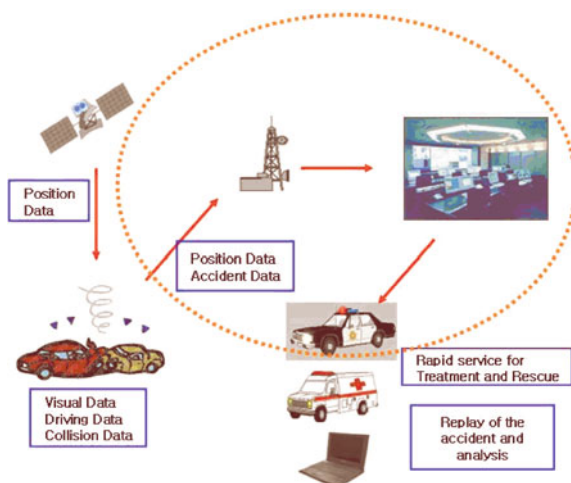 Position
Data
Position Data
Accident Data
Visual Data
Driving Data
Collision Data
Rapid service for
Treatment and Rescue
Replay of the
accident and
analysis